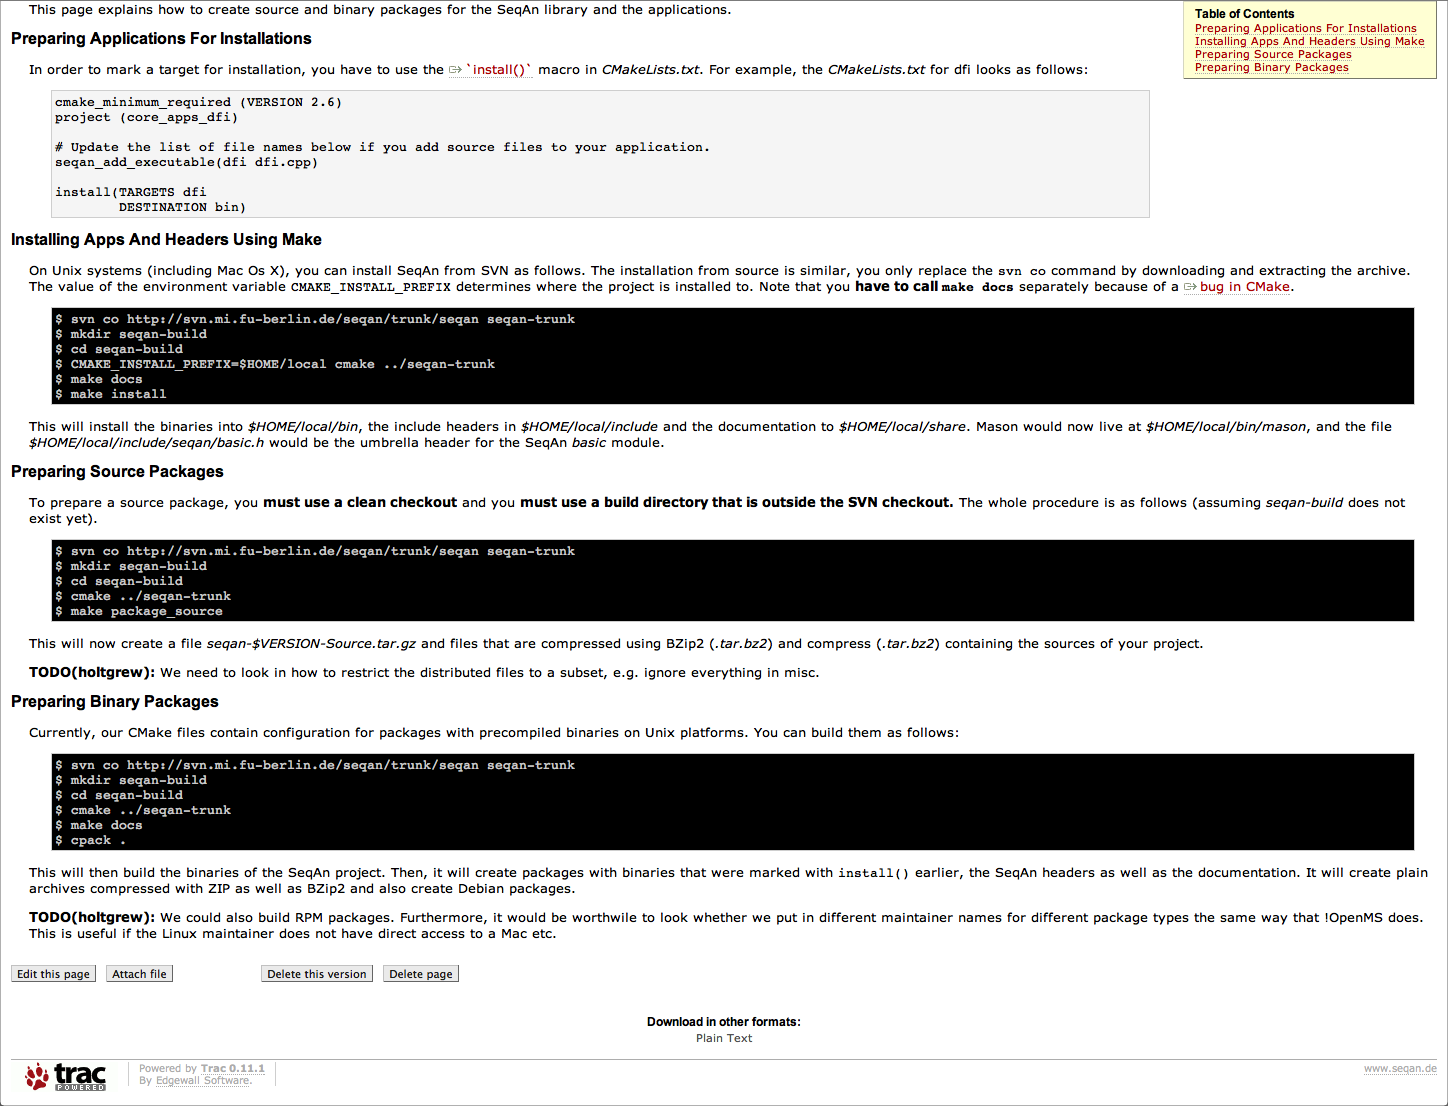 This page explains how to create source and binary packages for the SeqAn library and the applications.
Table of Contents
Preparing Applications For Installations
Installing Apps And Headers Using Make
Preparing Source Packages
Preparing Binary Packages
Preparing Applications For Installations
In order to mark a target for installation, you have to use the `install()` macro in CMakeLists.txt. For example, the CMakeLists.txt for dfi looks as follows:
cmake_minimum_required (VERSION 2.6)
project (core_apps_dfi)
# Update the list of file names below if you add source files to your application.
seqan_add_executable(dfi dfi.cpp)
install(TARGETS dfi
        DESTINATION bin)
Installing Apps And Headers Using Make
On Unix systems (including Mac Os X), you can install SeqAn from SVN as follows. The installation from source is similar, you only replace the svn co command by downloading and extracting the archive.
The value of the environment variable CMAKE_INSTALL_PREFIX determines where the project is installed to. Note that you have to call make docs separately because of a bug in CMake.
$ svn co http://svn.mi.fu-berlin.de/seqan/trunk/seqan seqan-trunk
$ mkdir seqan-build
$ cd seqan-build
$ CMAKE_INSTALL_PREFIX=$HOME/local cmake ../seqan-trunk
$ make docs
$ make install
This will install the binaries into $HOME/local/bin, the include headers in $HOME/local/include and the documentation to $HOME/local/share. Mason would now live at $HOME/local/bin/mason, and the file
$HOME/local/include/seqan/basic.h would be the umbrella header for the SeqAn basic module.
Preparing Source Packages
To prepare a source package, you must use a clean checkout and you must use a build directory that is outside the SVN checkout. The whole procedure is as follows (assuming seqan-build does not
exist yet).
$ svn co http://svn.mi.fu-berlin.de/seqan/trunk/seqan seqan-trunk
$ mkdir seqan-build
$ cd seqan-build
$ cmake ../seqan-trunk
$ make package_source
This will now create a file seqan-$VERSION-Source.tar.gz and files that are compressed using BZip2 (.tar.bz2) and compress (.tar.bz2) containing the sources of your project.
TODO(holtgrew): We need to look in how to restrict the distributed files to a subset, e.g. ignore everything in misc.
Preparing Binary Packages
Currently, our CMake files contain configuration for packages with precompiled binaries on Unix platforms. You can build them as follows:
$ svn co http://svn.mi.fu-berlin.de/seqan/trunk/seqan seqan-trunk
$ mkdir seqan-build
$ cd seqan-build
$ cmake ../seqan-trunk
$ make docs
$ cpack .
This will then build the binaries of the SeqAn project. Then, it will create packages with binaries that were marked with install() earlier, the SeqAn headers as well as the documentation. It will create plain
archives compressed with ZIP as well as BZip2 and also create Debian packages.
TODO(holtgrew): We could also build RPM packages. Furthermore, it would be worthwile to look whether we put in different maintainer names for different package types the same way that !OpenMS does.
This is useful if the Linux maintainer does not have direct access to a Mac etc.
Edit this page Attach file Delete this version Delete page
Download in other formats:
Plain Text
trac
POWERED
Powered by Trac 0.11.1
By Edgewall Software.
www.seqan.de